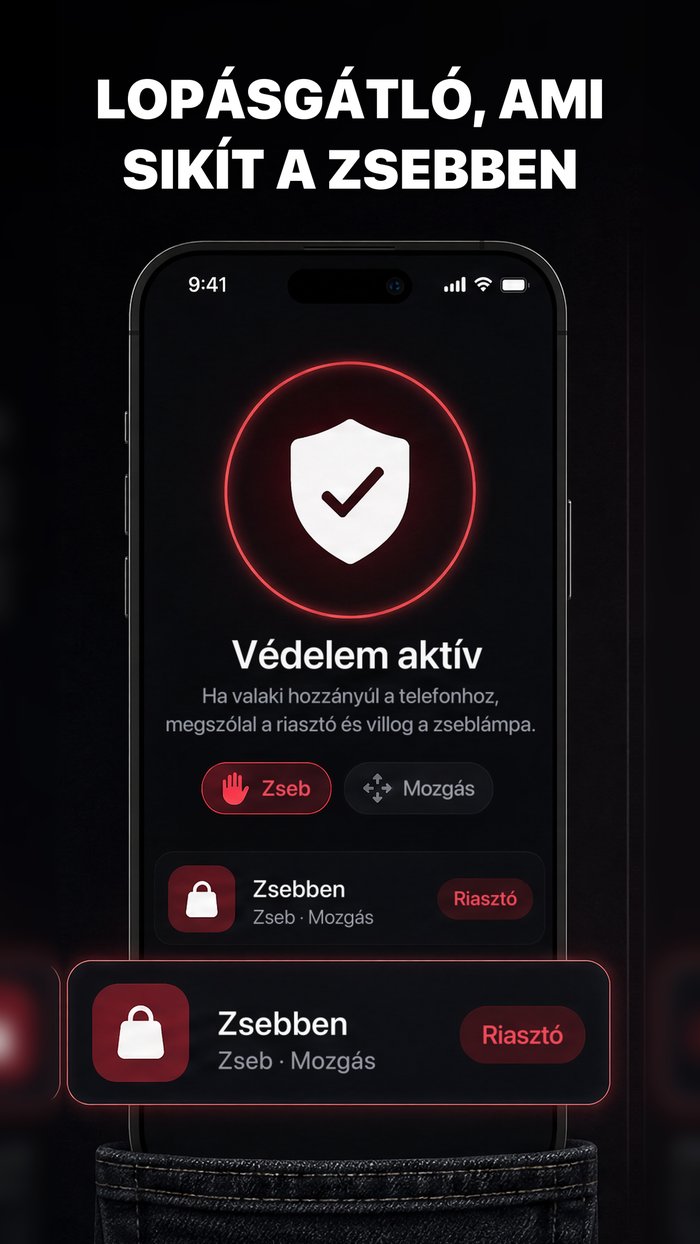 LOPÁSGÁTLÓ, AMI
SIKÍT A ZSEBBEN
9:41
Védelem aktív
Ha valaki hozzányúl a telefonhoz,
megszólal a riasztó és villog a zseblámpa.
Zseb
Mozgás
Zsebben
Riasztó
Zseb · Mozgás
Zsebben
Riasztó
Zseb · Mozgás